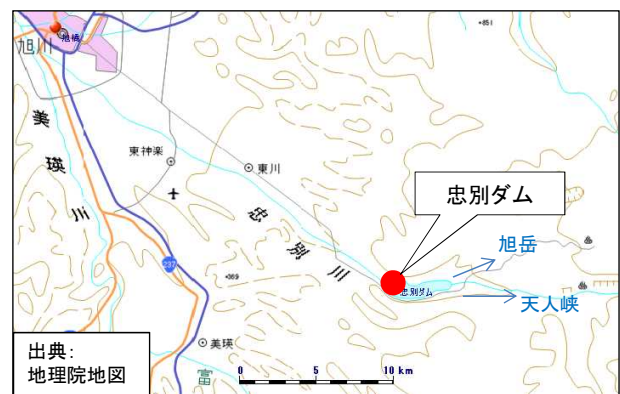 ・851
旭川
美瑛川
東神楽
東川
忠別川
忠別ダム
旭岳
忠別ダム
天人峡
237
美瑛
富
0 5 10 km
出典：
地理院地図